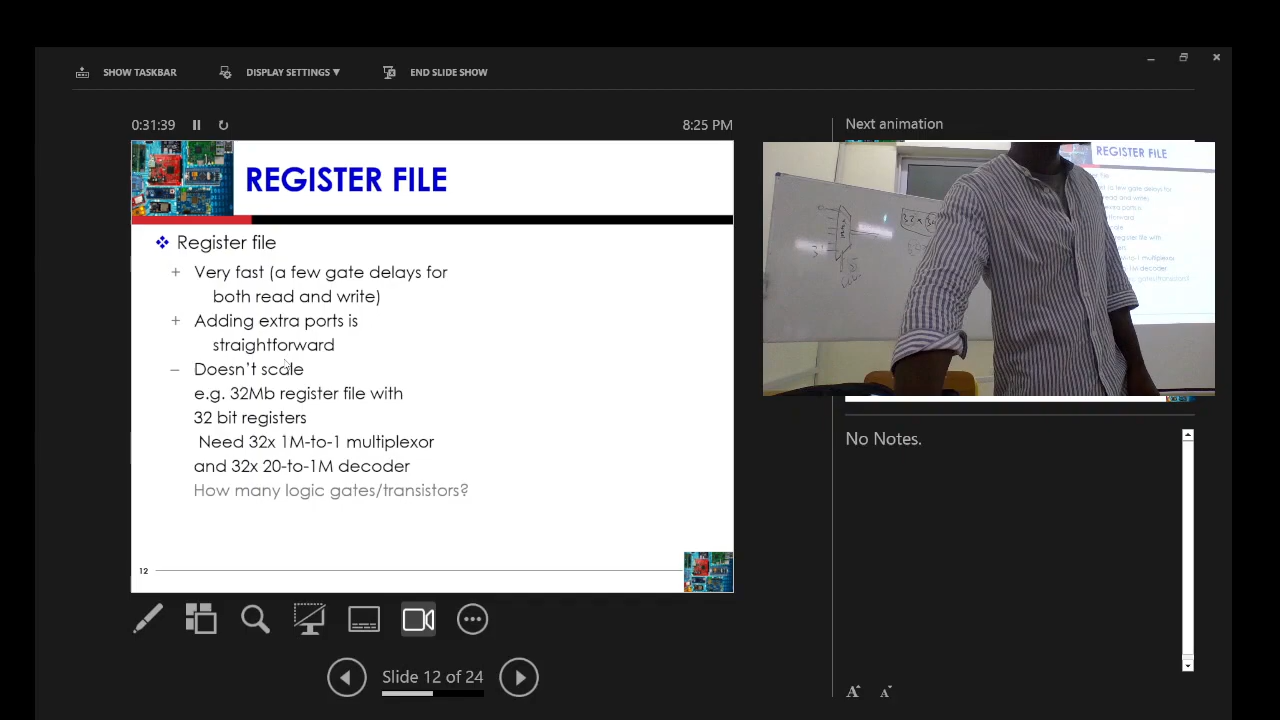 SHOW TASKBAR
DISPLAY SETTINGS ▼
END SLIDE SHOW
0:31:39
8:25 PM
Next animation
REGISTER FILE
❖ Register file
+ Very fast (a few gate delays for
both read and write)
+ Adding extra ports is
straightforward
– Doesn't scale
e.g. 32Mb register file with
32 bit registers
Need 32x 1M-to-1 multiplexor
and 32x 20-to-1M decoder
How many logic gates/transistors?
12
REGISTER FILE
No Notes.
Slide 12 of 24
A A